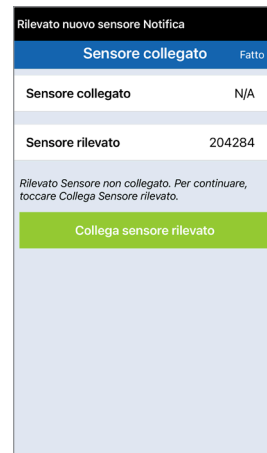 Rilevato nuovo sensore Notifica
Sensore collegato Fatto
Sensore collegato N/A
Sensore rilevato 204284
Rilevato Sensore non collegato. Per continuare,
toccare Collega Sensore rilevato.
Collega sensore rilevato